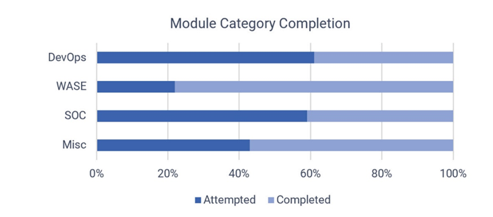 Module Category Completion
DevOps
WASE
SOC
Misc
0% 20% 40% 60% 80% 100%
Attempted Completed